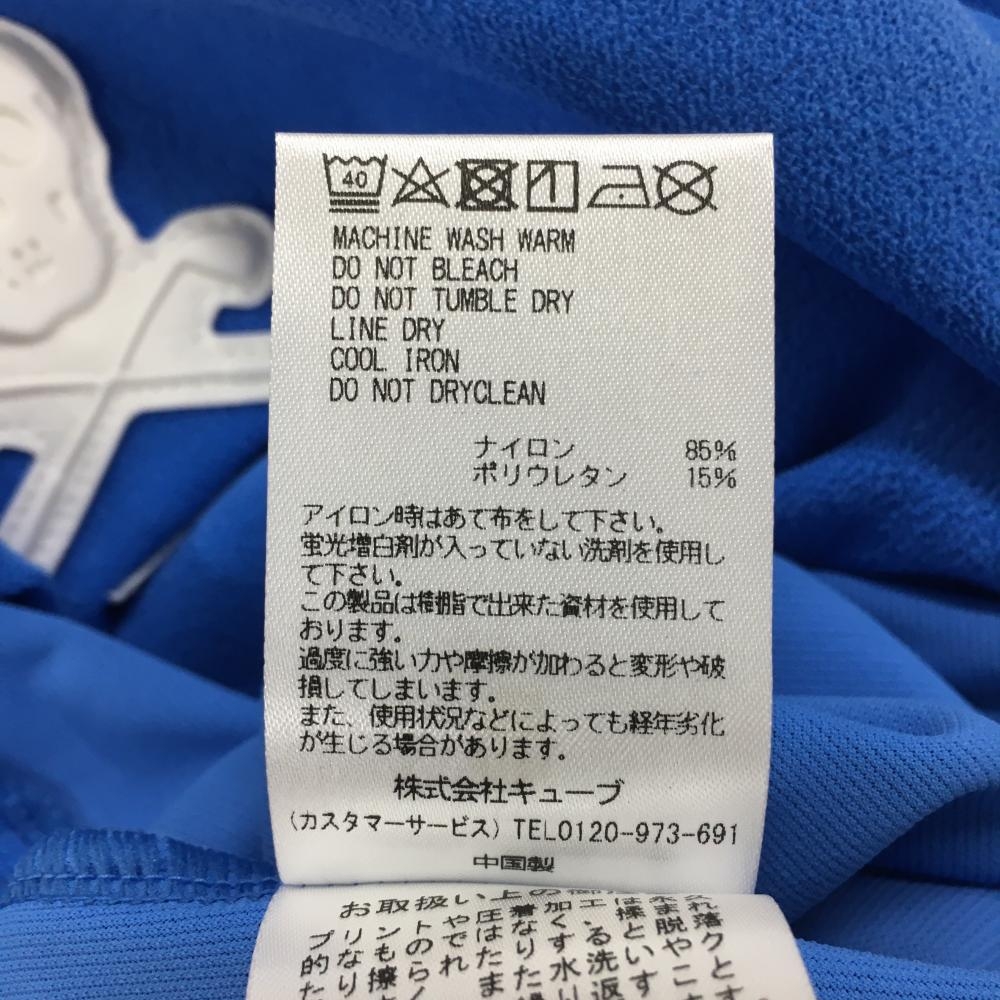 40
MACHINE WASH WARM
DO NOT BLEACH
DO NOT TUMBLE DRY
LINE DRY
COOL IRON
DO NOT DRYCLEAN
ナイロン 85%
ポリウレタン 15%
アイロン時はあて布をして下さい。
蛍光増白剤が入っていない洗剤を使用し
て下さい。
この製品は樹脂で出来た資材を使用して
おります。
過度に強い力や摩擦が加わると変形や破
損してしまいます。
また、使用状況などによっても経年劣化
が生じる場合があります。
株式会社キューブ
(カスタマーサービス) TEL0120-973-691
中国製
お取扱い上の